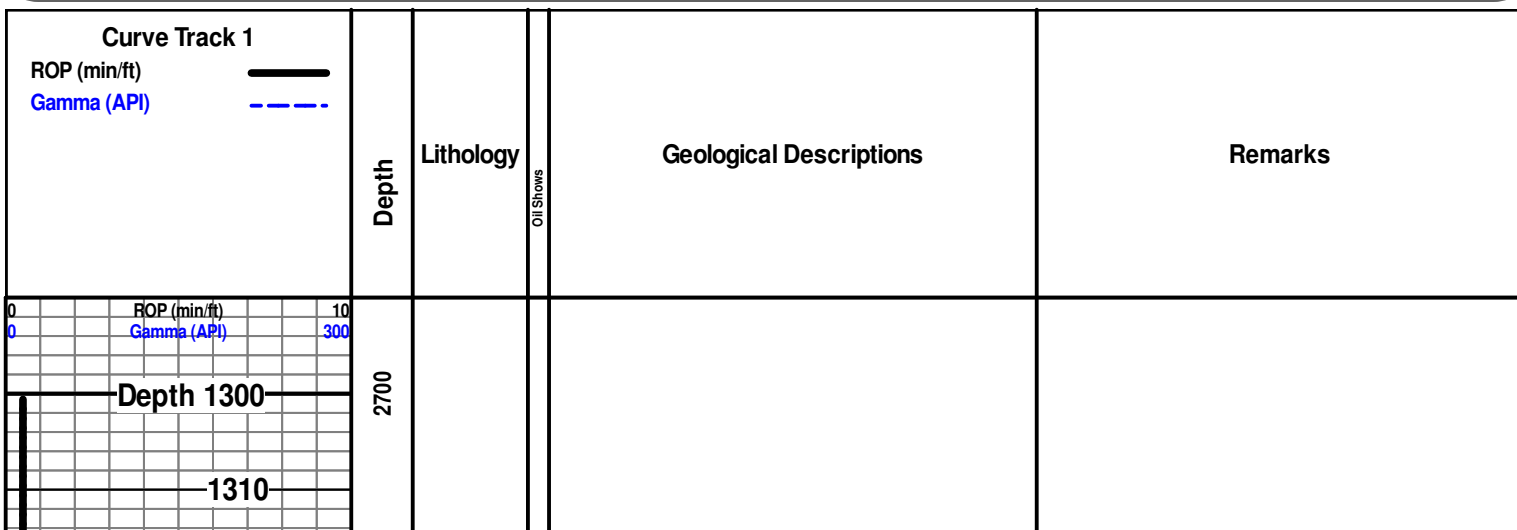 Curve Track 1
ROP (min/ft)
Gamma (API)
Depth
Lithology
Oil Shows
Geological Descriptions
Remarks
0 ROP (min/ft) 10
0 Gamma (API) 300
Depth 1300
2700
1310